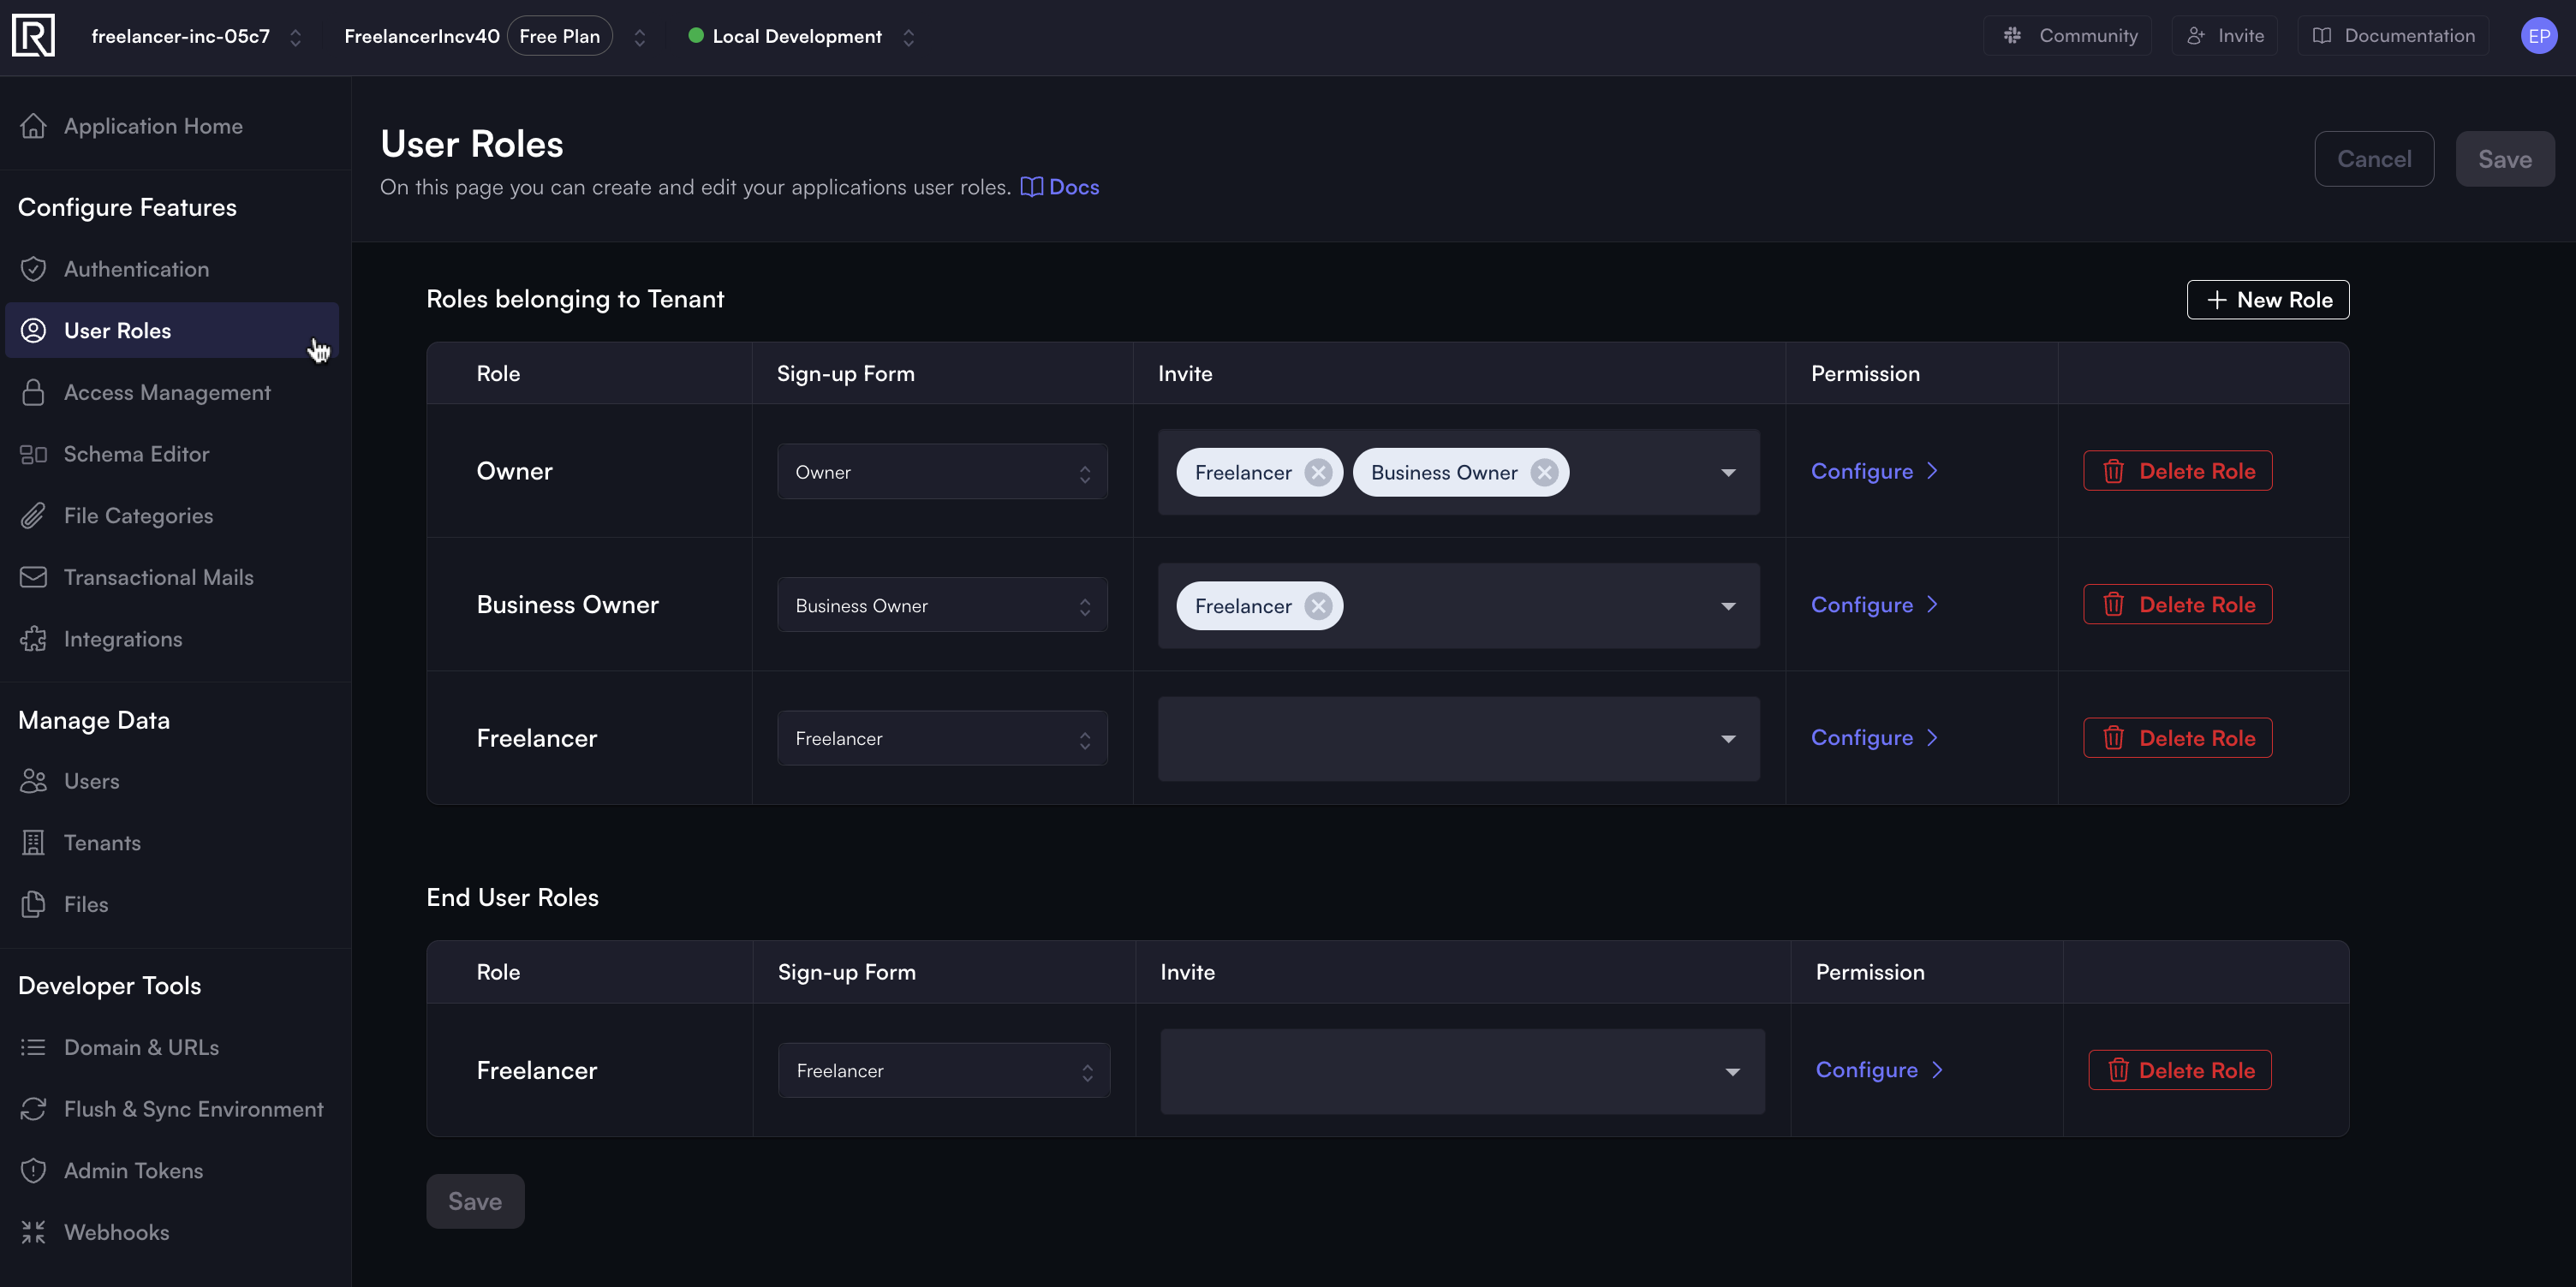 R
freelancer-inc-05c7 FreelancerIncv40 Free Plan Local Development Community Invite Documentation EP
Application Home
Configure Features
Authentication
User Roles
Access Management
Schema Editor
File Categories
Transactional Mails
Integrations
Manage Data
Users
Tenants
Files
Developer Tools
Domain & URLs
Flush & Sync Environment
Admin Tokens
Webhooks
User Roles
On this page you can create and edit your applications user roles. Docs
Cancel Save
Roles belonging to Tenant
New Role
Role Sign-up Form Invite Permission
Owner Owner Freelancer Business Owner Configure Delete Role
Business Owner Business Owner Freelancer Configure Delete Role
Freelancer Freelancer Configure Delete Role
End User Roles
Role Sign-up Form Invite Permission
Freelancer Freelancer Configure Delete Role
Save